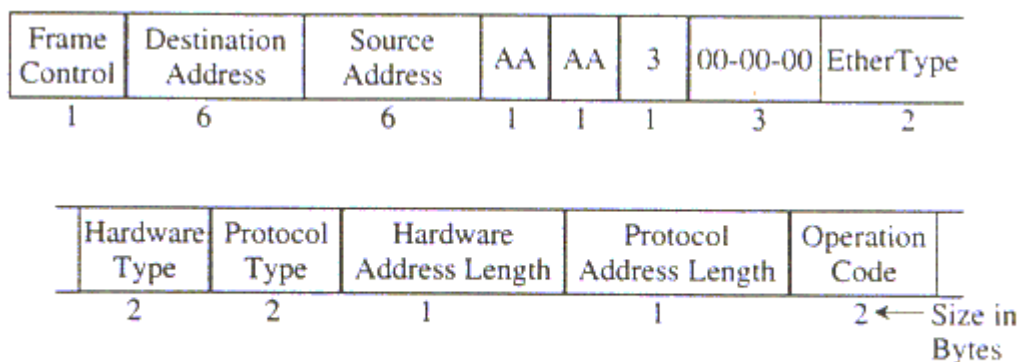 Frame Destination Source AA AA 3 00-00-00 EtherType
Control Address Address
1 6 6 1 1 1 3 2
Hardware Protocol Hardware Protocol Operation
Type Type Address Length Address Length Code
2 2 1 1 2 Size in
Bytes